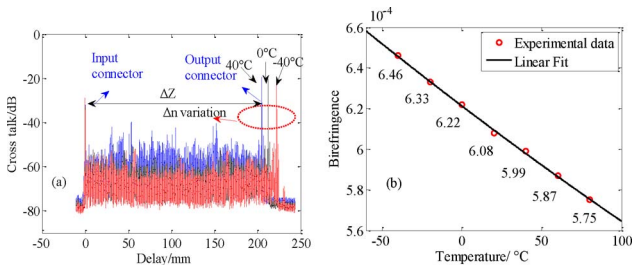 0
-20
-40
-60
-80
Cross talk/dB
Input
connector
Output
connector
40°C
0°C
-40°C
ΔZ
Δn variation
(a)
-50
0
50
100
150
200
250
Delay/mm
6.6
6.4
6.2
6
5.8
5.6
x 10⁻⁴
Birefringence
Experimental data
Linear Fit
6.46
6.33
6.22
6.08
5.99
5.87
5.75
(b)
-50
0
50
100
Temperature/ °C